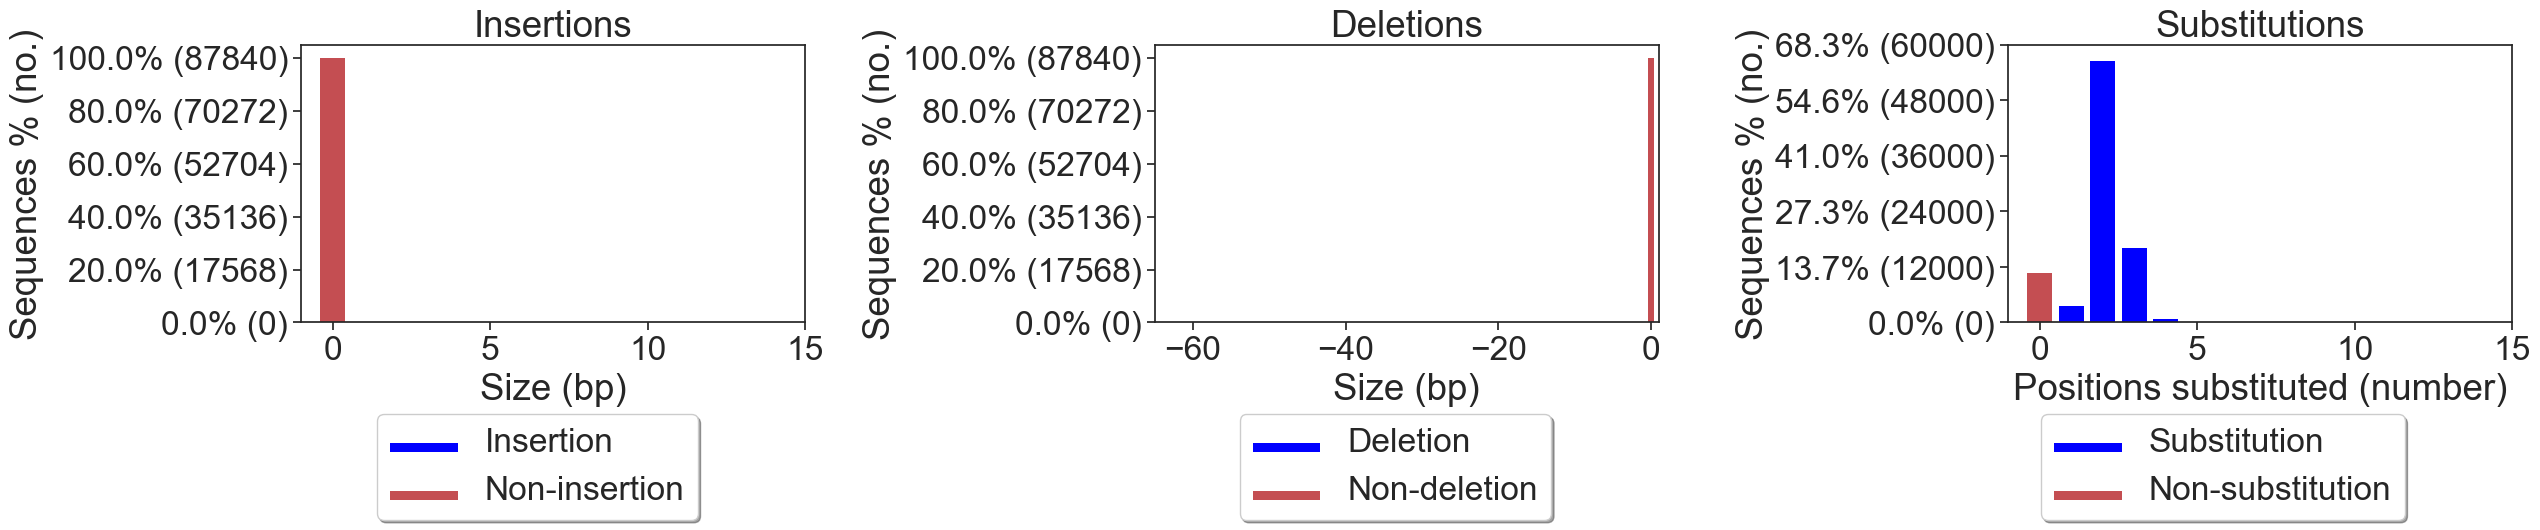 Insertions
Sequences % (no.)
100.0% (87840)
80.0% (70272)
60.0% (52704)
40.0% (35136)
20.0% (17568)
0.0% (0)
0 5 10 15
Size (bp)
Insertion
Non-insertion
Deletions
Sequences % (no.)
100.0% (87840)
80.0% (70272)
60.0% (52704)
40.0% (35136)
20.0% (17568)
0.0% (0)
−60 −40 −20 0
Size (bp)
Deletion
Non-deletion
Substitutions
Sequences % (no.)
68.3% (60000)
54.6% (48000)
41.0% (36000)
27.3% (24000)
13.7% (12000)
0.0% (0)
0 5 10 15
Positions substituted (number)
Substitution
Non-substitution